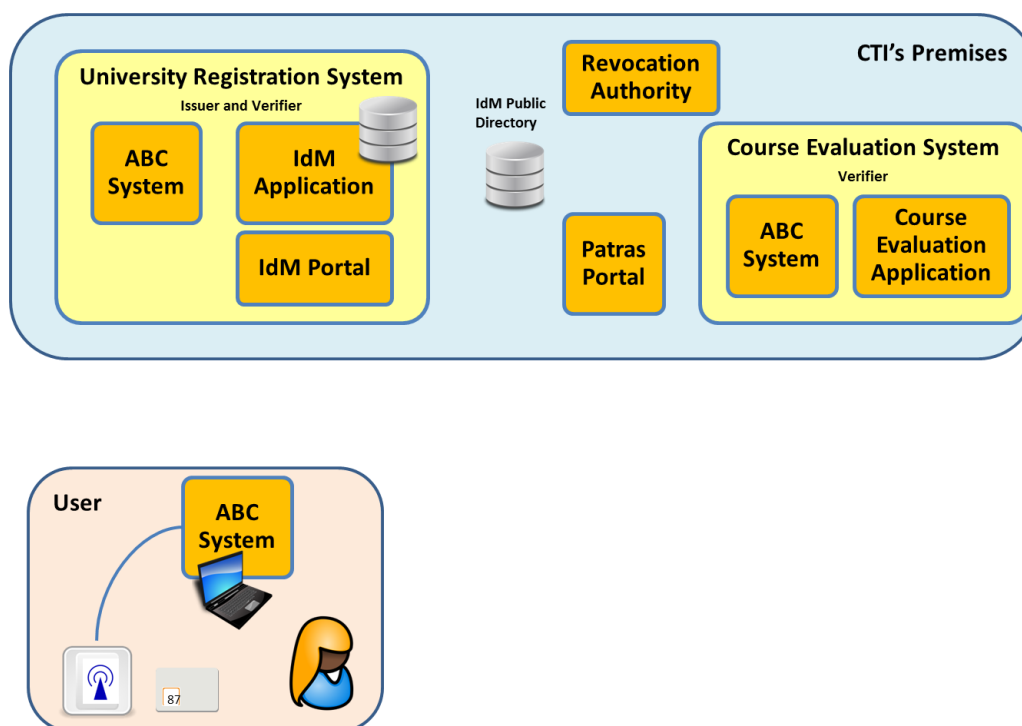 CTI's Premises
University Registration System
Issuer and Verifier
ABC
System
IdM
Application
IdM Portal
IdM Public
Directory
Revocation
Authority
Patras
Portal
Course Evaluation System
Verifier
ABC
System
Course
Evaluation
Application
User
ABC
System
87